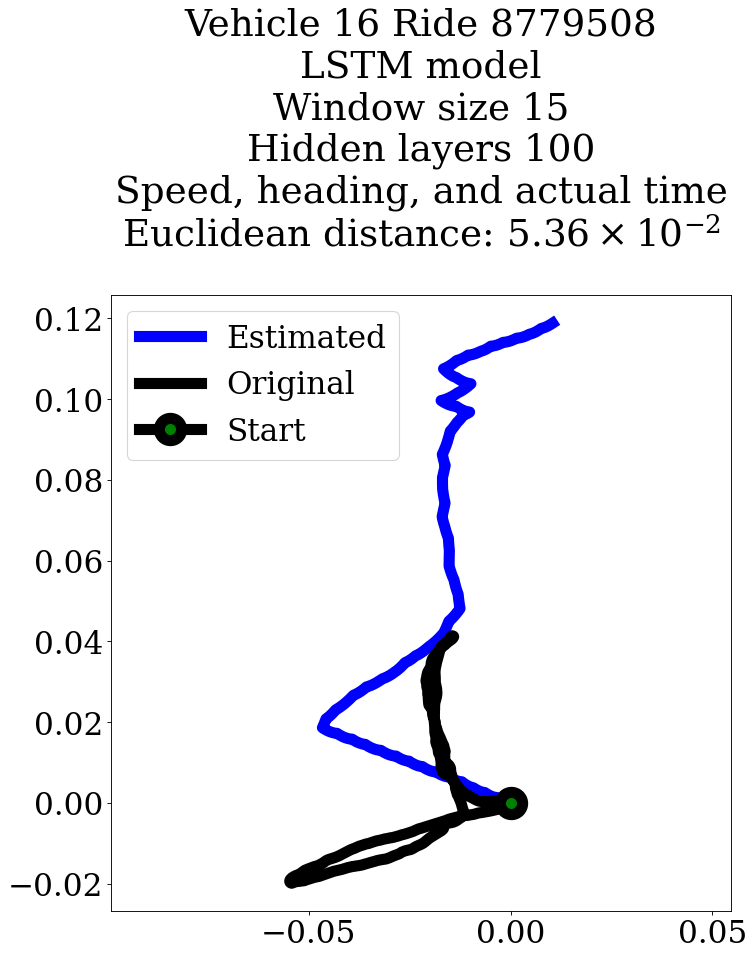 Vehicle 16 Ride 8779508
LSTM model
Window size 15
Hidden layers 100
Speed, heading, and actual time
Euclidean distance: 5.36 × 10⁻²
Estimated
Original
Start
0.12
0.10
0.08
0.06
0.04
0.02
0.00
−0.02
−0.05 0.00 0.05